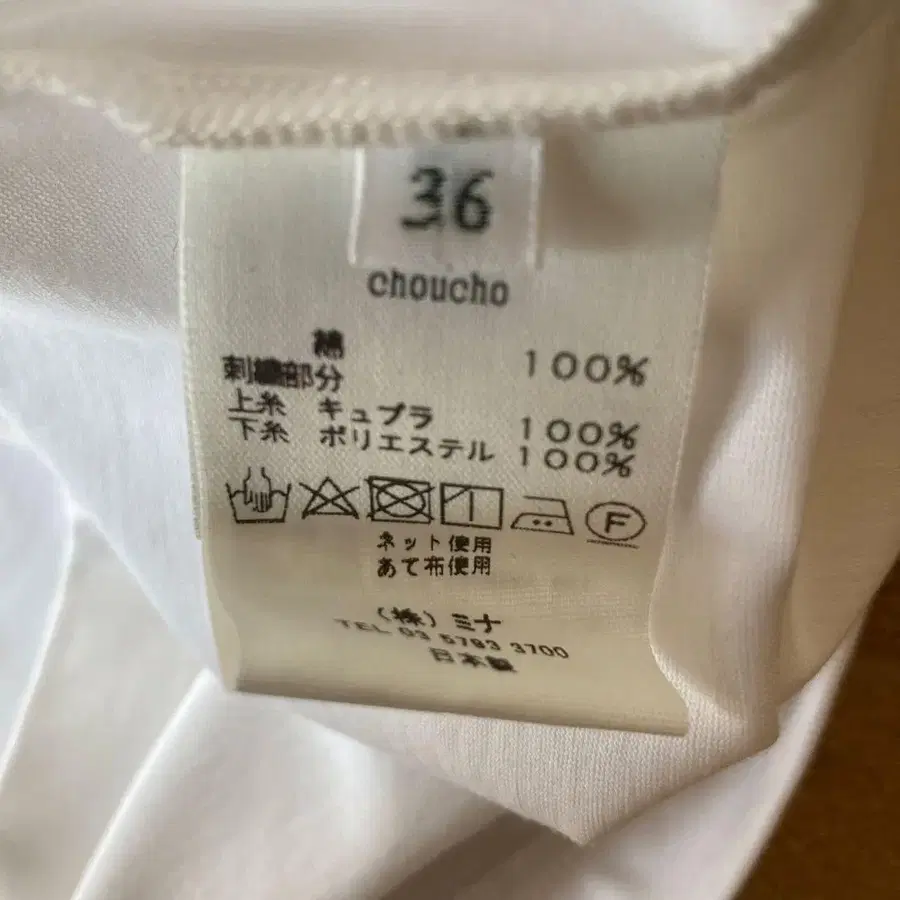 36
choucho
綿 100%
刺繍部分
上糸 キュプラ 100%
下糸 ポリエステル 100%
F
ネット使用
あて布使用
(株)ミナ
TEL 03 5783 3700
日本製